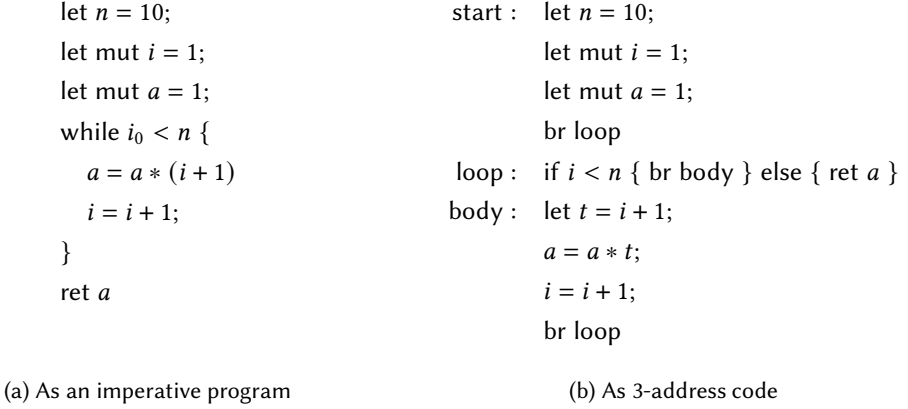 let n = 10;
let mut i = 1;
let mut a = 1;
while i₀ < n {
a = a ∗ (i + 1)
i = i + 1;
}
ret a
(a) As an imperative program
start : let n = 10;
let mut i = 1;
let mut a = 1;
br loop
loop : if i < n { br body } else { ret a }
body : let t = i + 1;
a = a ∗ t;
i = i + 1;
br loop
(b) As 3-address code